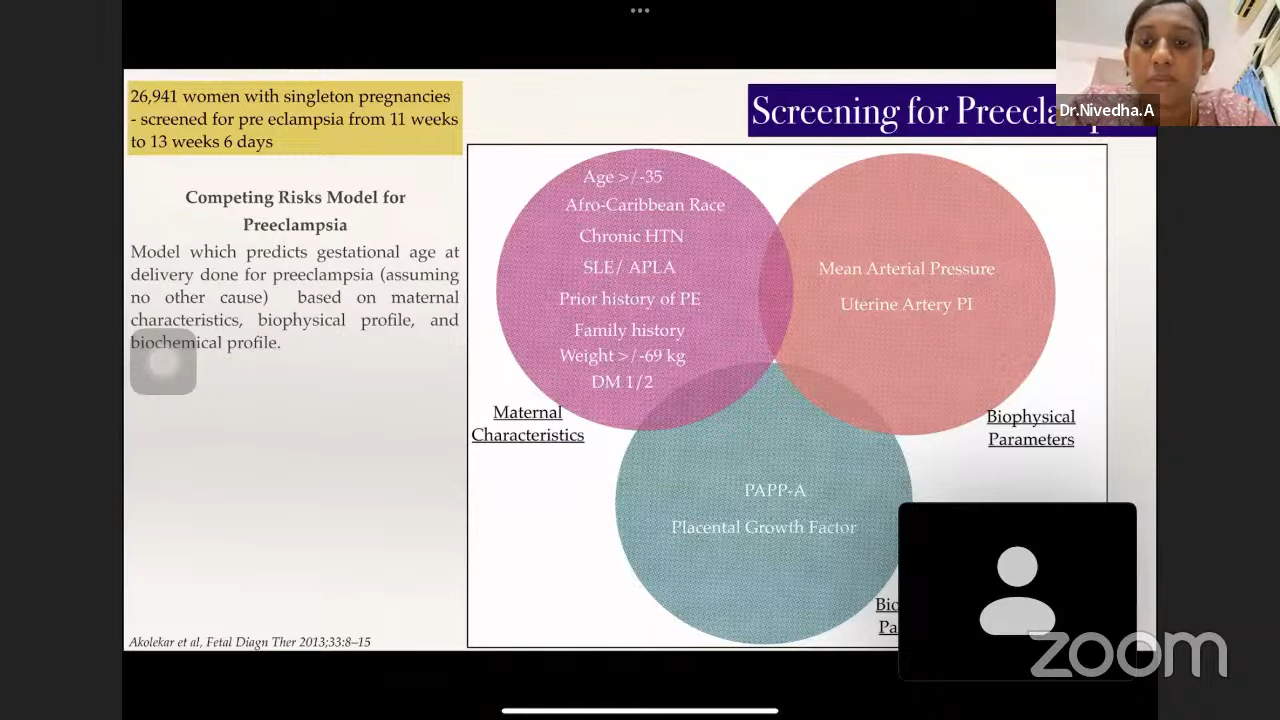 26,941 women with singleton pregnancies
- screened for pre eclampsia from 11 weeks
to 13 weeks 6 days
Screening for Preecla
Dr.Nivedha.A
Competing Risks Model for
Preeclampsia
Model which predicts gestational age at
delivery done for preeclampsia (assuming
no other cause) based on maternal
characteristics, biophysical profile, and
biochemical profile.
Age >/-35
Afro-Caribbean Race
Chronic HTN
SLE/ APLA
Prior history of PE
Family history
Weight >/-69 kg
DM 1/2
Maternal
Characteristics
Mean Arterial Pressure
Uterine Artery PI
Biophysical
Parameters
PAPP-A
Placental Growth Factor
Bio
Pa
Akolekar et al, Fetal Diagn Ther 2013;33:8–15
zoom